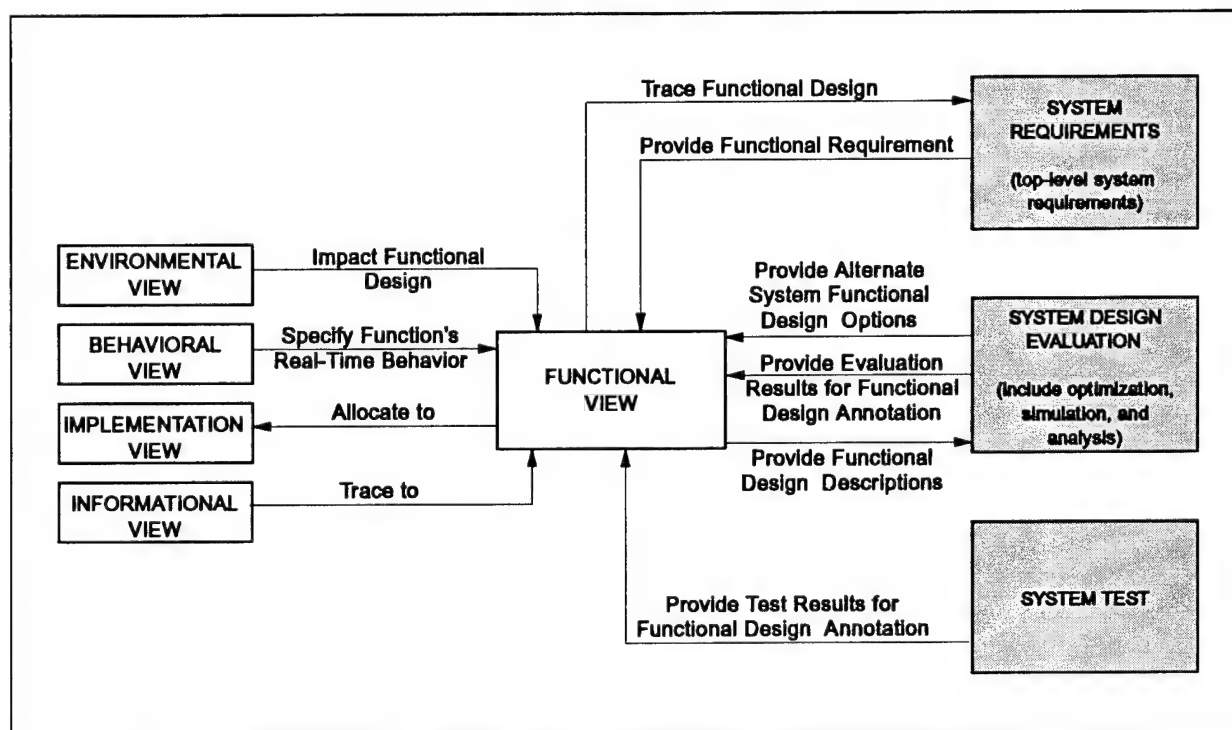 Trace Functional Design
Provide Functional Requirement
SYSTEM
REQUIREMENTS
(top-level system
requirements)
ENVIRONMENTAL
VIEW
Impact Functional
Design
BEHAVIORAL
VIEW
Specify Function's
Real-Time Behavior
IMPLEMENTATION
VIEW
Allocate to
INFORMATIONAL
VIEW
Trace to
FUNCTIONAL
VIEW
Provide Alternate
System Functional
Design Options
Provide Evaluation
Results for Functional
Design Annotation
Provide Functional
Design Descriptions
SYSTEM DESIGN
EVALUATION
(include optimization,
simulation, and
analysis)
Provide Test Results for
Functional Design Annotation
SYSTEM TEST